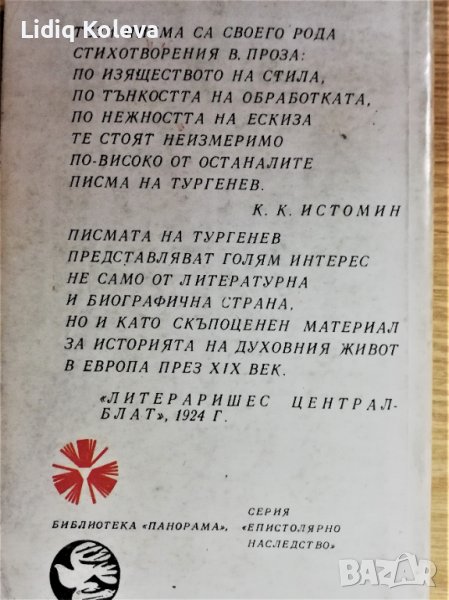 Lidiq Koleva
ПИСМА СА СВОЕГО РОДА
СТИХОТВОРЕНИЯ В ПРОЗА:
ПО ИЗЯЩЕСТВОТО НА СТИЛА,
ПО ТЪНКОСТТА НА ОБРАБОТКАТА,
ПО НЕЖНОСТТА НА ЕСКИЗА
ТЕ СТОЯТ НЕИЗМЕРИМО
ПО-ВИСОКО ОТ ОСТАНАЛИТЕ
ПИСМА НА ТУРГЕНЕВ.
К. К. ИСТОМИН
ПИСМАТА НА ТУРГЕНЕВ
ПРЕДСТАВЛЯВАТ ГОЛЯМ ИНТЕРЕС
НЕ САМО ОТ ЛИТЕРАТУРНА
И БИОГРАФИЧНА СТРАНА,
НО И КАТО СКЪПОЦЕНЕН МАТЕРИАЛ
ЗА ИСТОРИЯТА НА ДУХОВНИЯ ЖИВОТ
В ЕВРОПА ПРЕЗ XIX ВЕК.
«ЛИТЕРАРИШЕС ЦЕНТРАЛ-
БЛАТ», 1924 Г.
БИБЛИОТЕКА «ПАНОРАМА»,
СЕРИЯ
«ЕПИСТОЛЯРНО
НАСЛЕДСТВО»
BAZAR